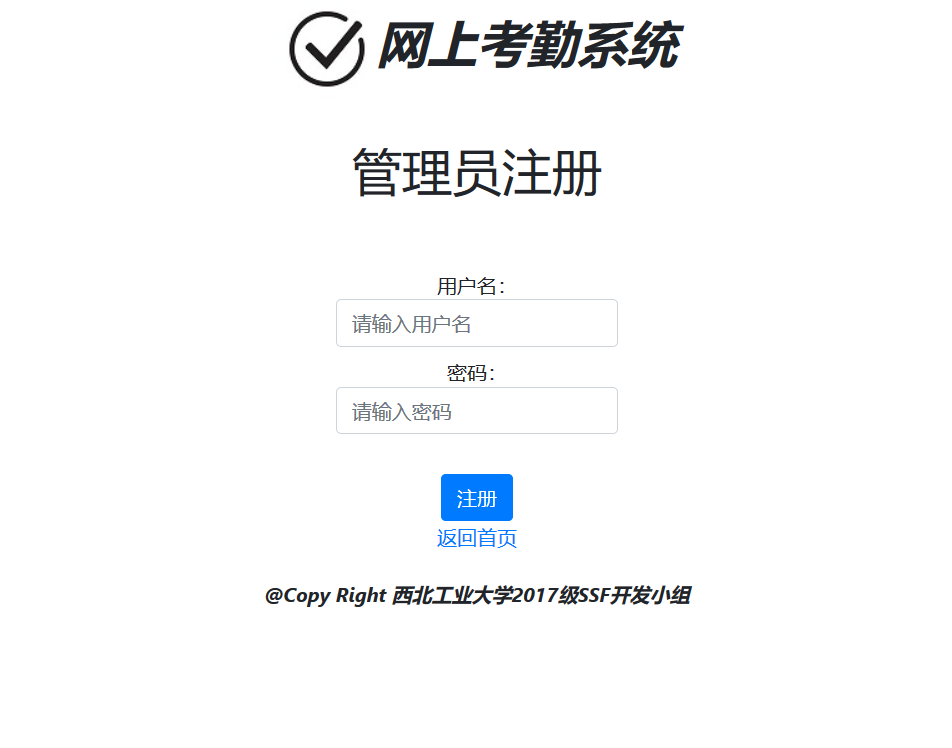 网上考勤系统
管理员注册
用户名：
请输入用户名
密码：
请输入密码
注册
返回首页
@Copy Right 西北工业大学2017级SSF开发小组